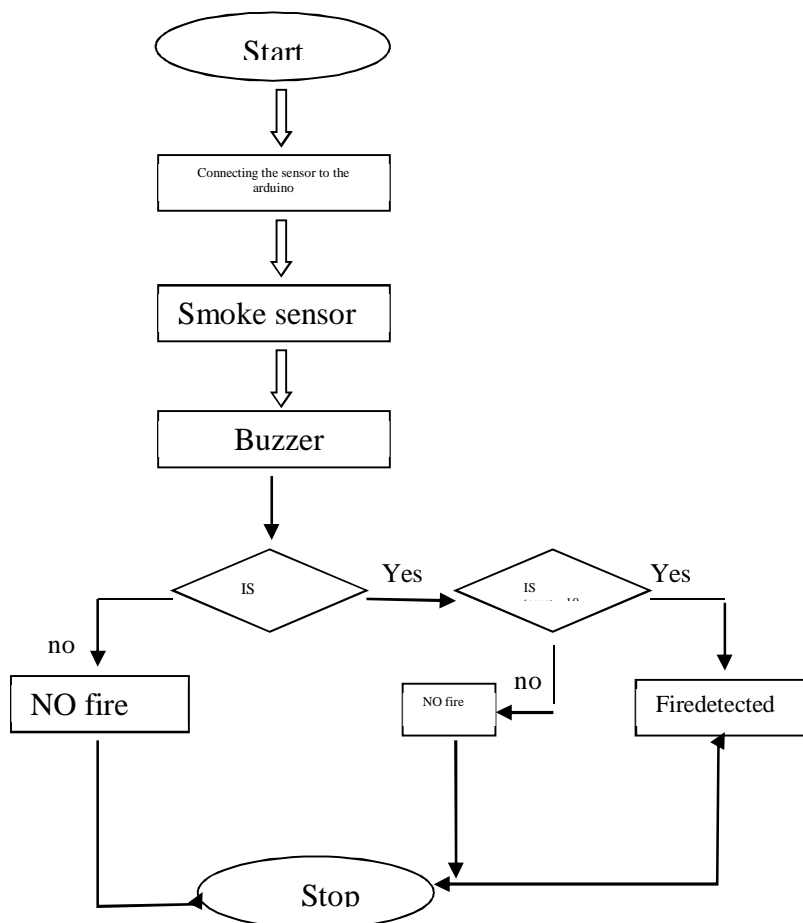 Start
Connecting the sensor to the
arduino
Smoke sensor
Buzzer
IS
Yes
IS
Yes
no
NO fire
no
NO fire
Firedetected
Stop